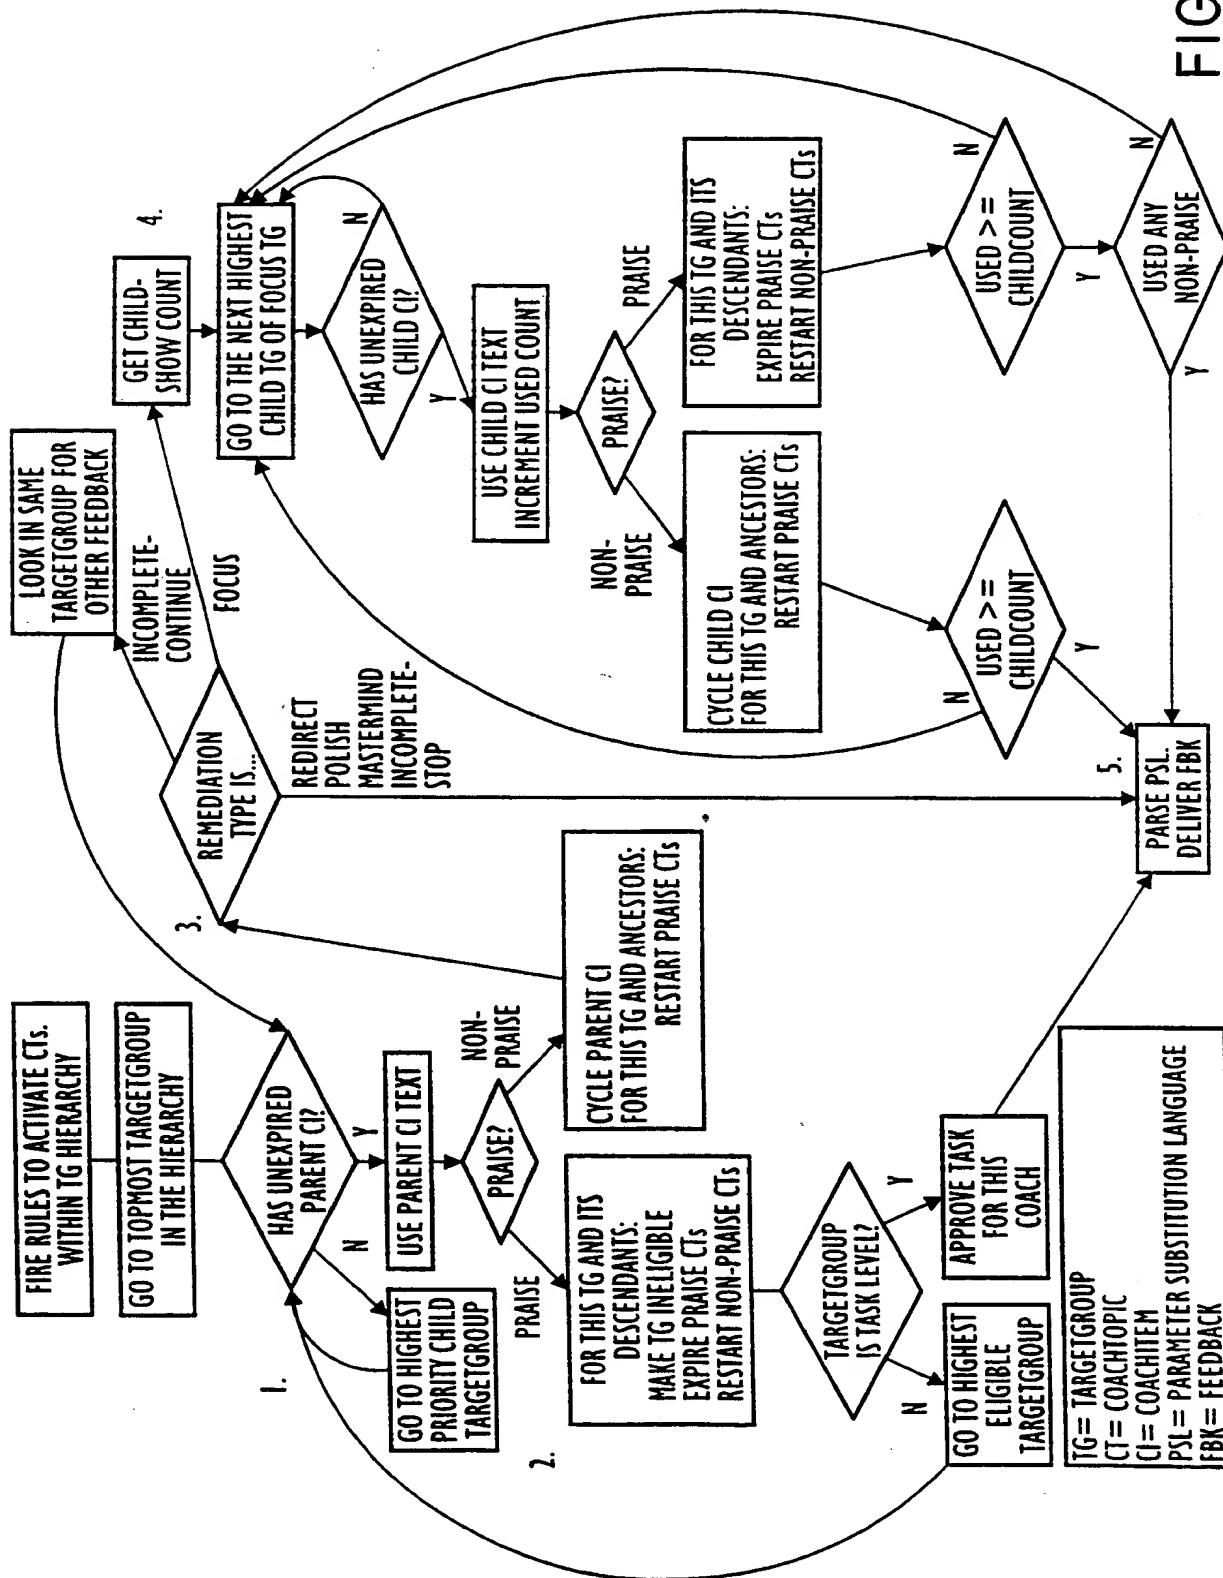 FIRE RULES TO ACTIVATE CTs.
WITHIN TG HIERARCHY
GO TO TOPMOST TARGETGROUP
IN THE HIERARCHY
1.
HAS UNEXPIRED
PARENT CI?
N
Y
GO TO HIGHEST
PRIORITY CHILD
TARGETGROUP
USE PARENT CI TEXT
2.
PRAISE?
PRAISE
NON-
PRAISE
FOR THIS TG AND ITS
DESCENDANTS:
MAKE TG INELIGIBLE
EXPIRE PRAISE CTs
RESTART NON-PRAISE CTs
CYCLE PARENT CI
FOR THIS TG AND ANCESTORS:
RESTART PRAISE CTs
TARGETGROUP
IS TASK LEVEL?
N
Y
GO TO HIGHEST
ELIGIBLE
TARGETGROUP
APPROVE TASK
FOR THIS
COACH
TG= TARGETGROUP
CT= COACHTOPIC
CI= COACHITEM
PSL= PARAMETER SUBSTITUTION LANGUAGE
FBK= FEEDBACK
3.
REMEDIATION
TYPE IS...
LOOK IN SAME
TARGETGROUP FOR
OTHER FEEDBACK
INCOMPLETE-
CONTINUE
FOCUS
REDIRECT
POLISH
MASTERMIND
INCOMPLETE-
STOP
GET CHILD-
SHOW COUNT
4.
GO TO THE NEXT HIGHEST
CHILD TG OF FOCUS TG
HAS UNEXPIRED
CHILD CI?
N
Y
USE CHILD CI TEXT
INCREMENT USED COUNT
PRAISE?
NON-
PRAISE
PRAISE
CYCLE CHILD CI
FOR THIS TG AND ANCESTORS:
RESTART PRAISE CTs
FOR THIS TG AND ITS
DESCENDANTS:
EXPIRE PRAISE CTs
RESTART NON-PRAISE CTs
USED >=
CHILDCOUNT
N
Y
USED >=
CHILDCOUNT
N
Y
USED ANY
NON-PRAISE
N
Y
5.
PARSE PSL.
DELIVER FBK
FIG